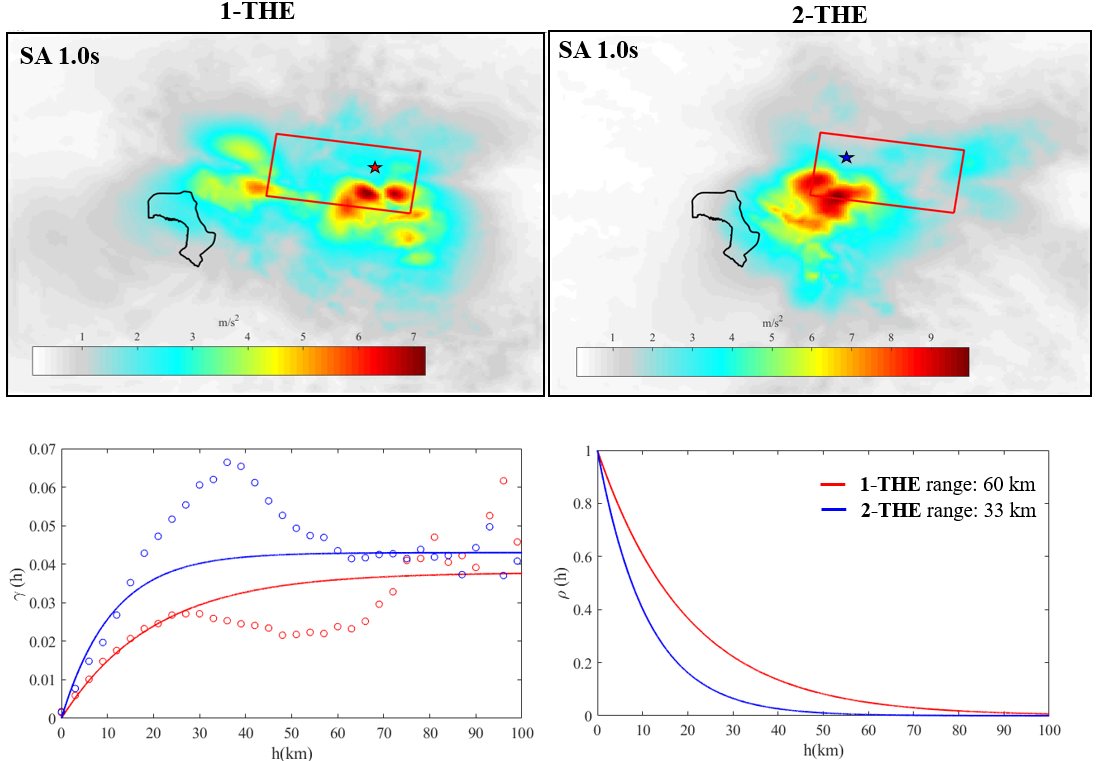 1-THE
2-THE
SA 1.0s
SA 1.0s
m/s²
1 2 3 4 5 6 7
m/s²
1 2 3 4 5 6 7 8 9
0.07
0.06
0.05
0.04
0.03
0.02
0.01
0
γ (h)
0 10 20 30 40 50 60 70 80 90 100
h(km)
1
0.8
0.6
0.4
0.2
0
ρ (h)
1-THE range: 60 km
2-THE range: 33 km
0 10 20 30 40 50 60 70 80 90 100
h(km)